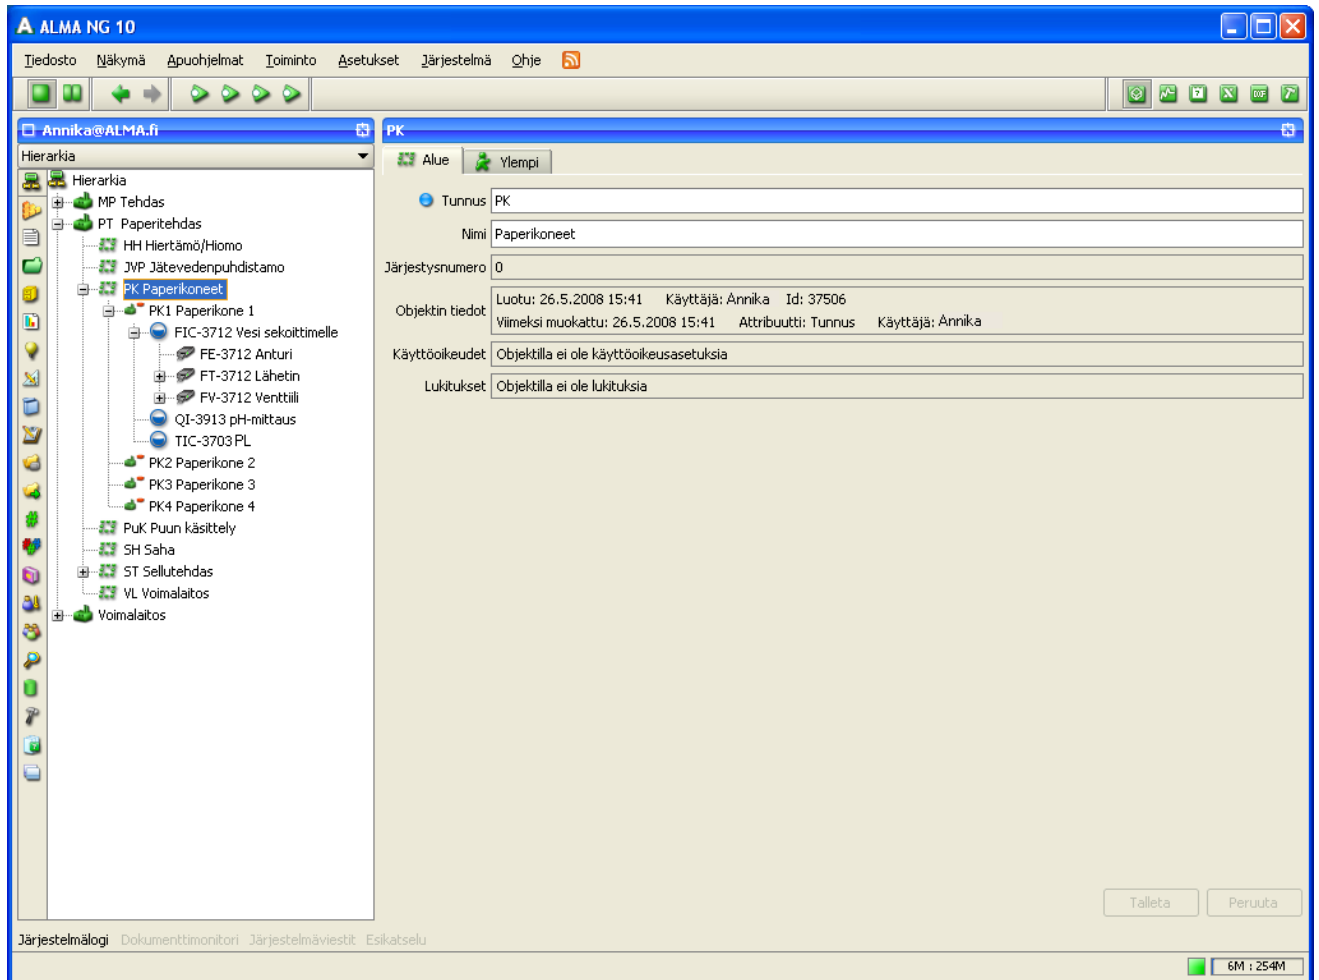 ALMA NG 10
Tiedosto Näkymä Apuohjelmat Toiminto Asetukset Järjestelmä Ohje
Annika@ALMA.fi
Hierarkia
Hierarkia
MP Tehdas
PT Paperitehdas
HH Hiertämö/Hiomo
JVP Jätevedenpuhdistamo
PK Paperikoneet
PK1 Paperikone 1
FIC-3712 Vesi sekoittimelle
FE-3712 Anturi
FT-3712 Lähetin
FV-3712 Venttiili
QI-3913 pH-mittaus
TIC-3703 PL
PK2 Paperikone 2
PK3 Paperikone 3
PK4 Paperikone 4
PuK Puun käsittely
SH Saha
ST Sellutehdas
VL Voimalaitos
Voimalaitos
PK
Alue Ylempi
Tunnus PK
Nimi Paperikoneet
Järjestysnumero 0
Objektin tiedot Luotu: 26.5.2008 15:41 Käyttäjä: Annika Id: 37506
Viimeksi muokattu: 26.5.2008 15:41 Attribuutti: Tunnus Käyttäjä: Annika
Käyttöoikeudet Objektilla ei ole käyttöoikeusasetuksia
Lukitukset Objektilla ei ole lukituksia
Talleta Peruuta
Järjestelmälogi Dokumenttimonitori Järjestelmäviestit Esikatselu
6M : 254M